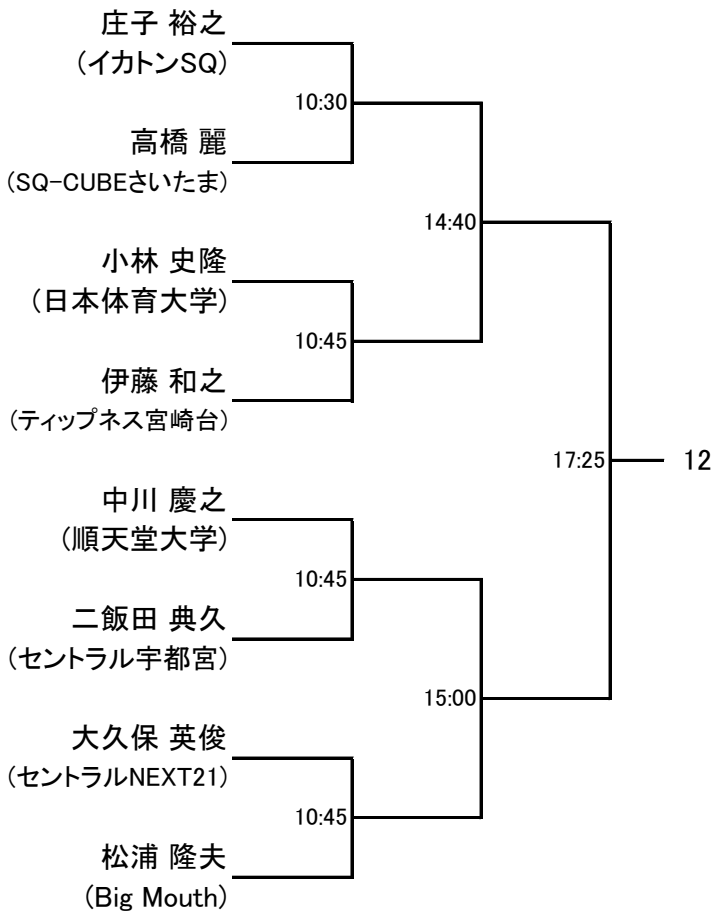 庄子 裕之
(イカトンSQ)
10:30
高橋 麗
(SQ-CUBEさいたま)
14:40
小林 史隆
(日本体育大学)
10:45
伊藤 和之
(ティップネス宮崎台)
17:25
12
中川 慶之
(順天堂大学)
10:45
二飯田 典久
(セントラル宇都宮)
15:00
大久保 英俊
(セントラルNEXT21)
10:45
松浦 隆夫
(Big Mouth)